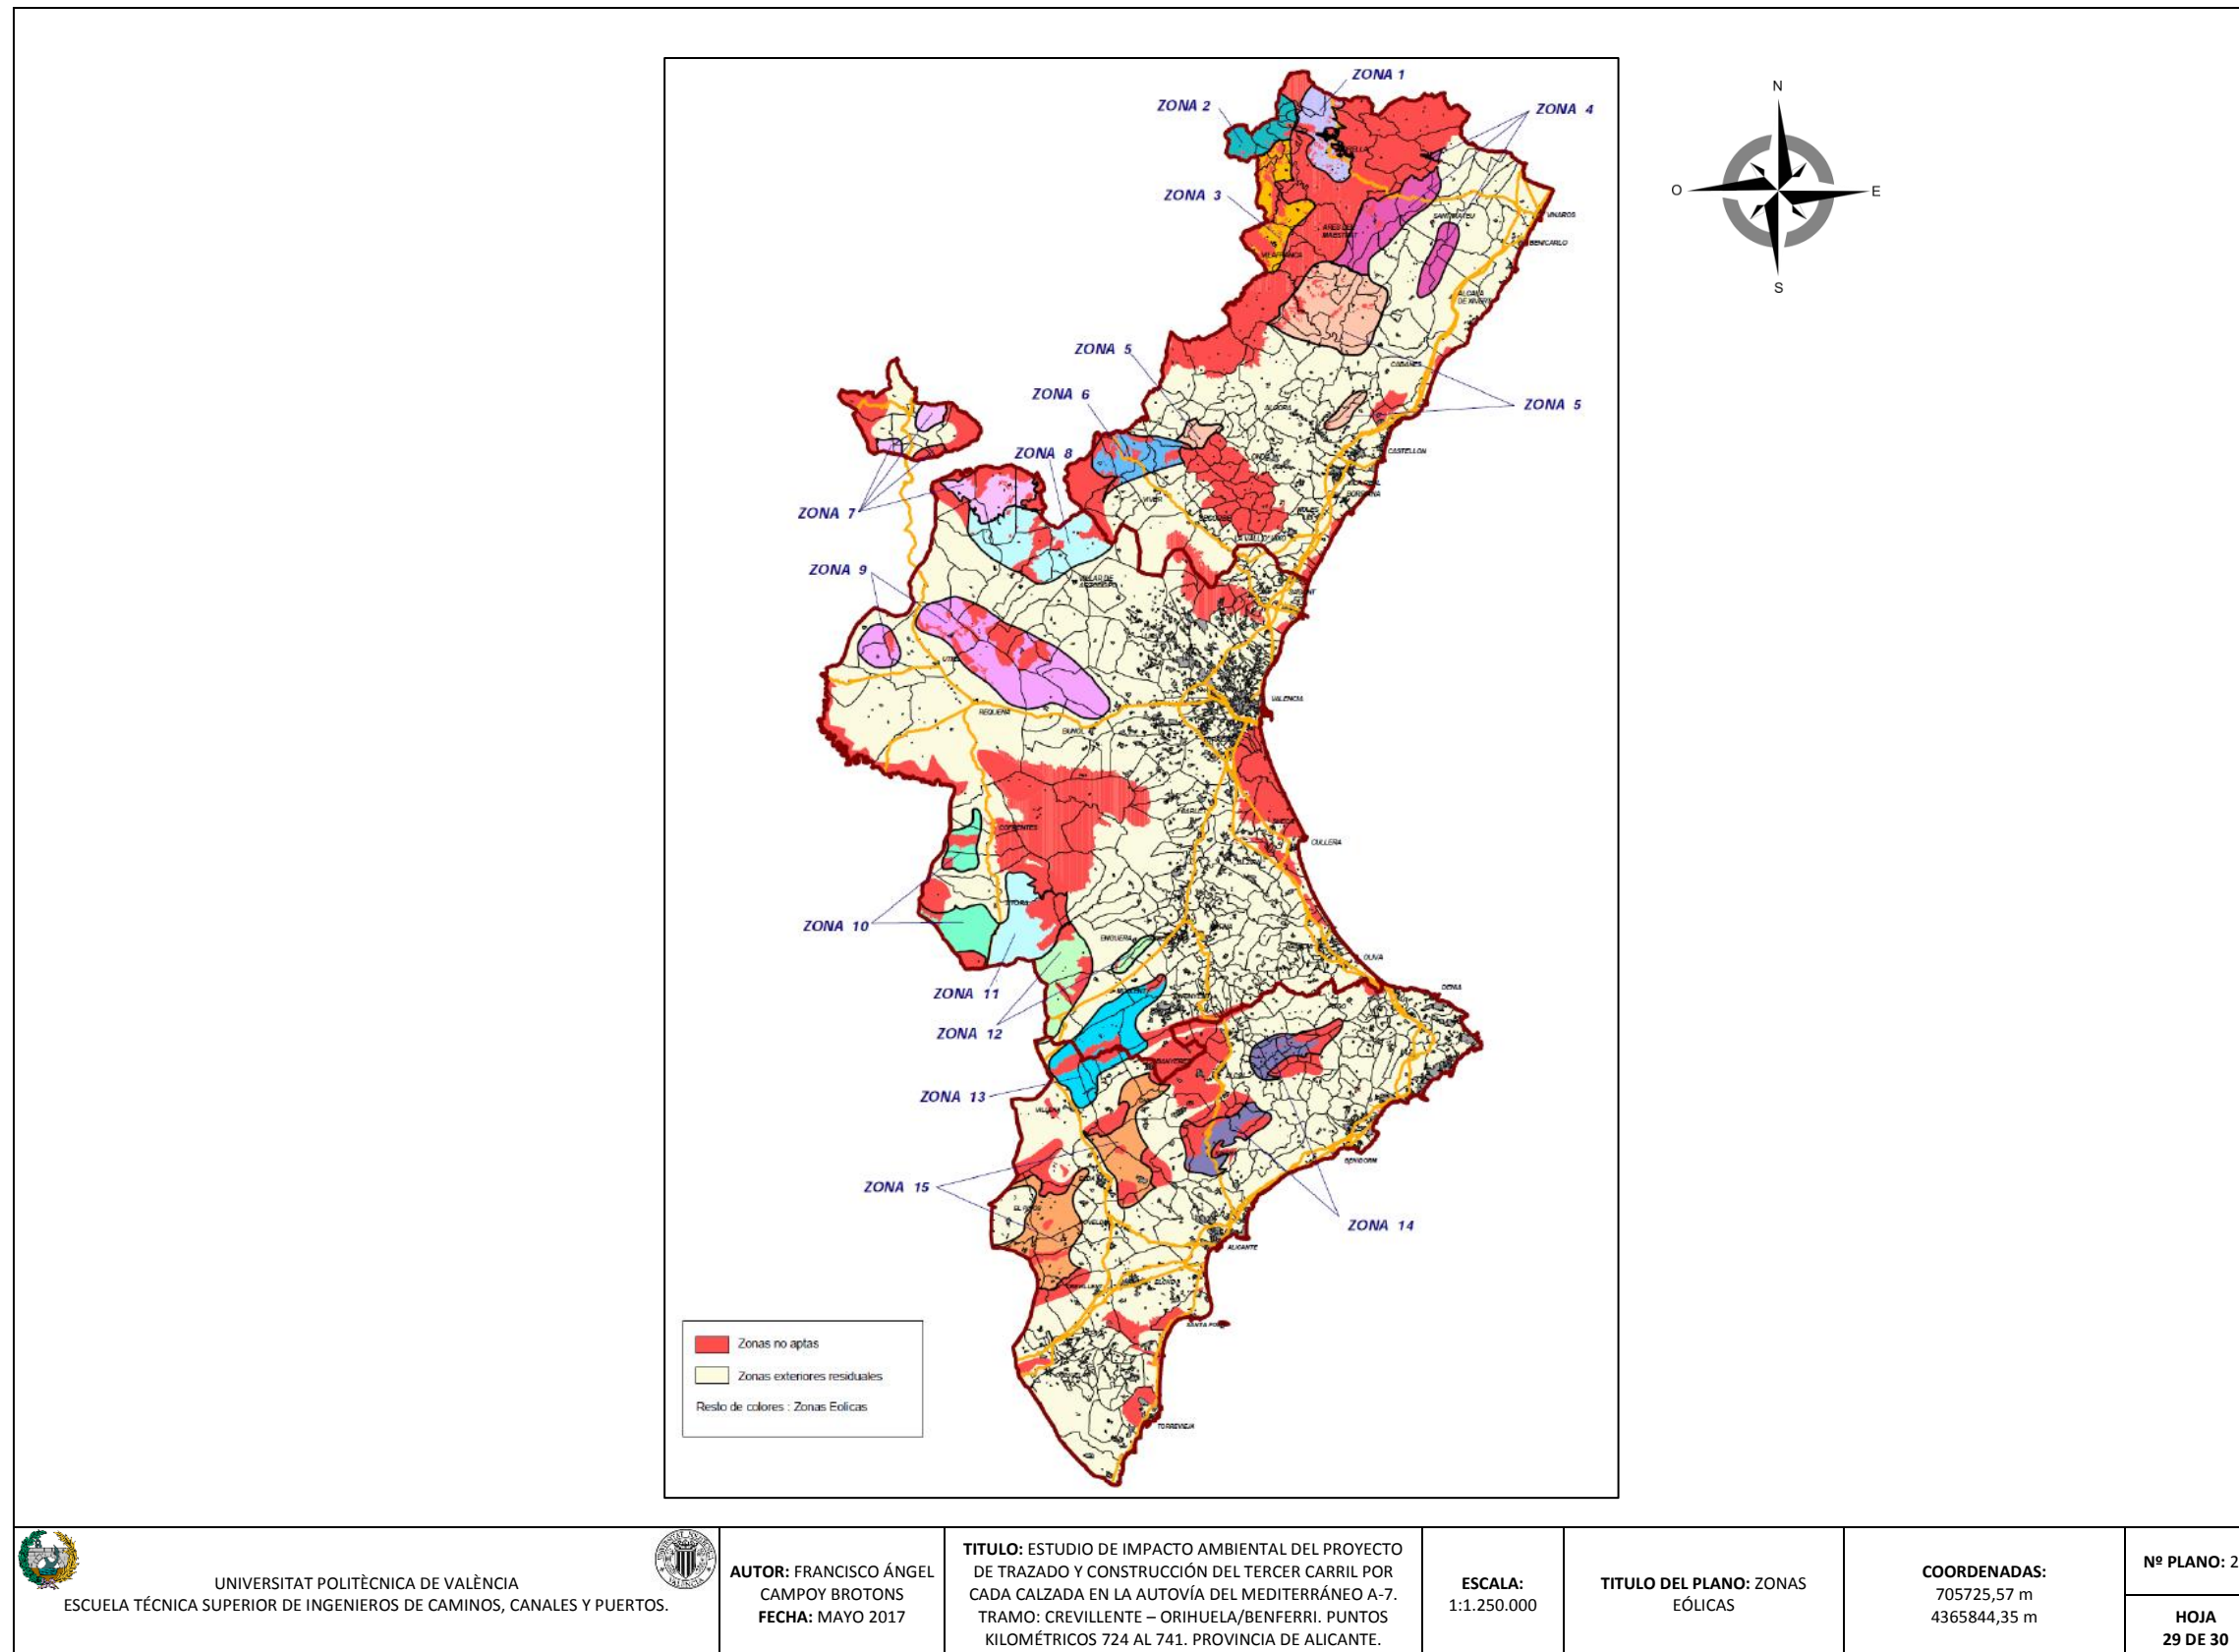 ZONA 1
ZONA 2
ZONA 4
ZONA 3
VINAROS
BENICARLO
ZONA 5
ZONA 6
ZONA 5
CASTELLON
ZONA 8
ZONA 7
ZONA 9
VALENCIA
REQUENA
BUÑOL
COFRENTES
CULLERA
ZONA 10
ENGUERA
OLIVA
ZONA 11
DENIA
ZONA 12
ZONA 13
BENIDORM
ZONA 15
ZONA 14
ALICANTE
TORREVIEJA
Zonas no aptas
Zonas exteriores residuales
Resto de colores : Zonas Eolicas
N
O
E
S
UNIVERSITAT POLITÈCNICA DE VALÈNCIA
ESCUELA TÉCNICA SUPERIOR DE INGENIEROS DE CAMINOS, CANALES Y PUERTOS.
AUTOR: FRANCISCO ÁNGEL
CAMPOY BROTONS
FECHA: MAYO 2017
TITULO: ESTUDIO DE IMPACTO AMBIENTAL DEL PROYECTO
DE TRAZADO Y CONSTRUCCIÓN DEL TERCER CARRIL POR
CADA CALZADA EN LA AUTOVÍA DEL MEDITERRÁNEO A-7.
TRAMO: CREVILLENTE – ORIHUELA/BENFERRI. PUNTOS
KILOMÉTRICOS 724 AL 741. PROVINCIA DE ALICANTE.
ESCALA:
1:1.250.000
TITULO DEL PLANO: ZONAS
EÓLICAS
COORDENADAS:
705725,57 m
4365844,35 m
Nº PLANO: 2
HOJA
29 DE 30